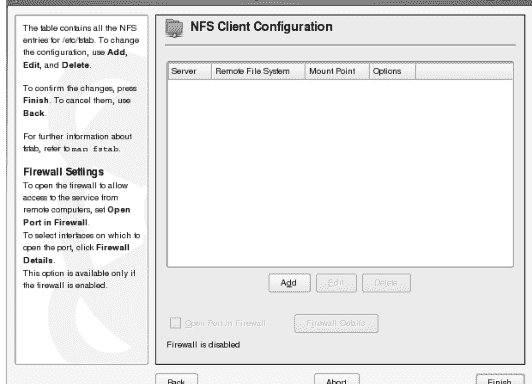 The table contains all the NFS
entries for /etc/fstab. To change
the configuration, use Add,
Edit, and Delete.
To confirm the changes, press
Finish. To cancel them, use
Back.
For further information about
fstab, refer to man fstab.
Firewall Settings
To open the firewall to allow
access to the service from
remote computers, set Open
Port in Firewall.
To select interfaces on which to
open the port, click Firewall
Details.
This option is available only if
the firewall is enabled.
NFS Client Configuration
Server Remote File System Mount Point Options
Add Edit Delete
Open Port in Firewall Firewall Details
Firewall is disabled
Back Abort Finish